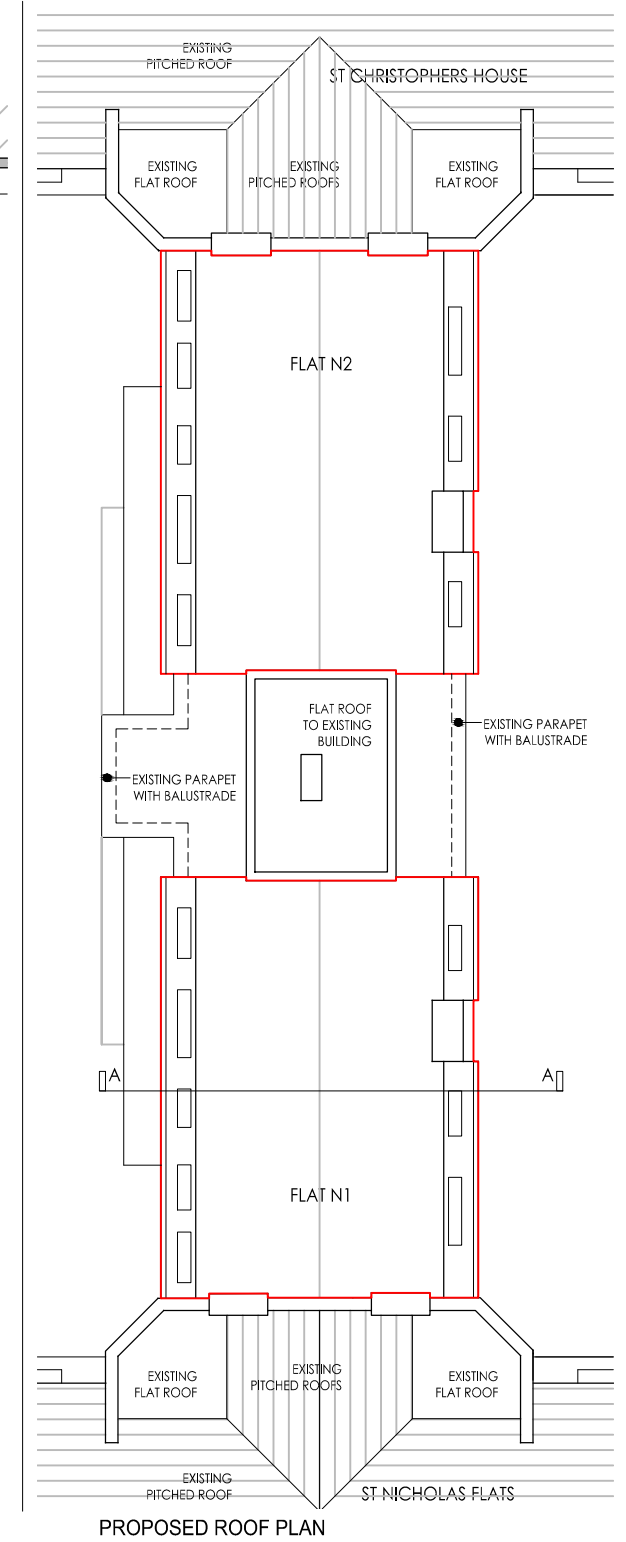 EXISTING
PITCHED ROOF
ST CHRISTOPHERS HOUSE
EXISTING
FLAT ROOF
EXISTING
PITCHED ROOFS
EXISTING
FLAT ROOF
FLAT N2
FLAT ROOF
TO EXISTING
BUILDING
EXISTING PARAPET
WITH BALUSTRADE
EXISTING PARAPET
WITH BALUSTRADE
A
A
FLAT N1
EXISTING
FLAT ROOF
EXISTING
PITCHED ROOFS
EXISTING
FLAT ROOF
EXISTING
PITCHED ROOF
ST NICHOLAS FLATS
PROPOSED ROOF PLAN